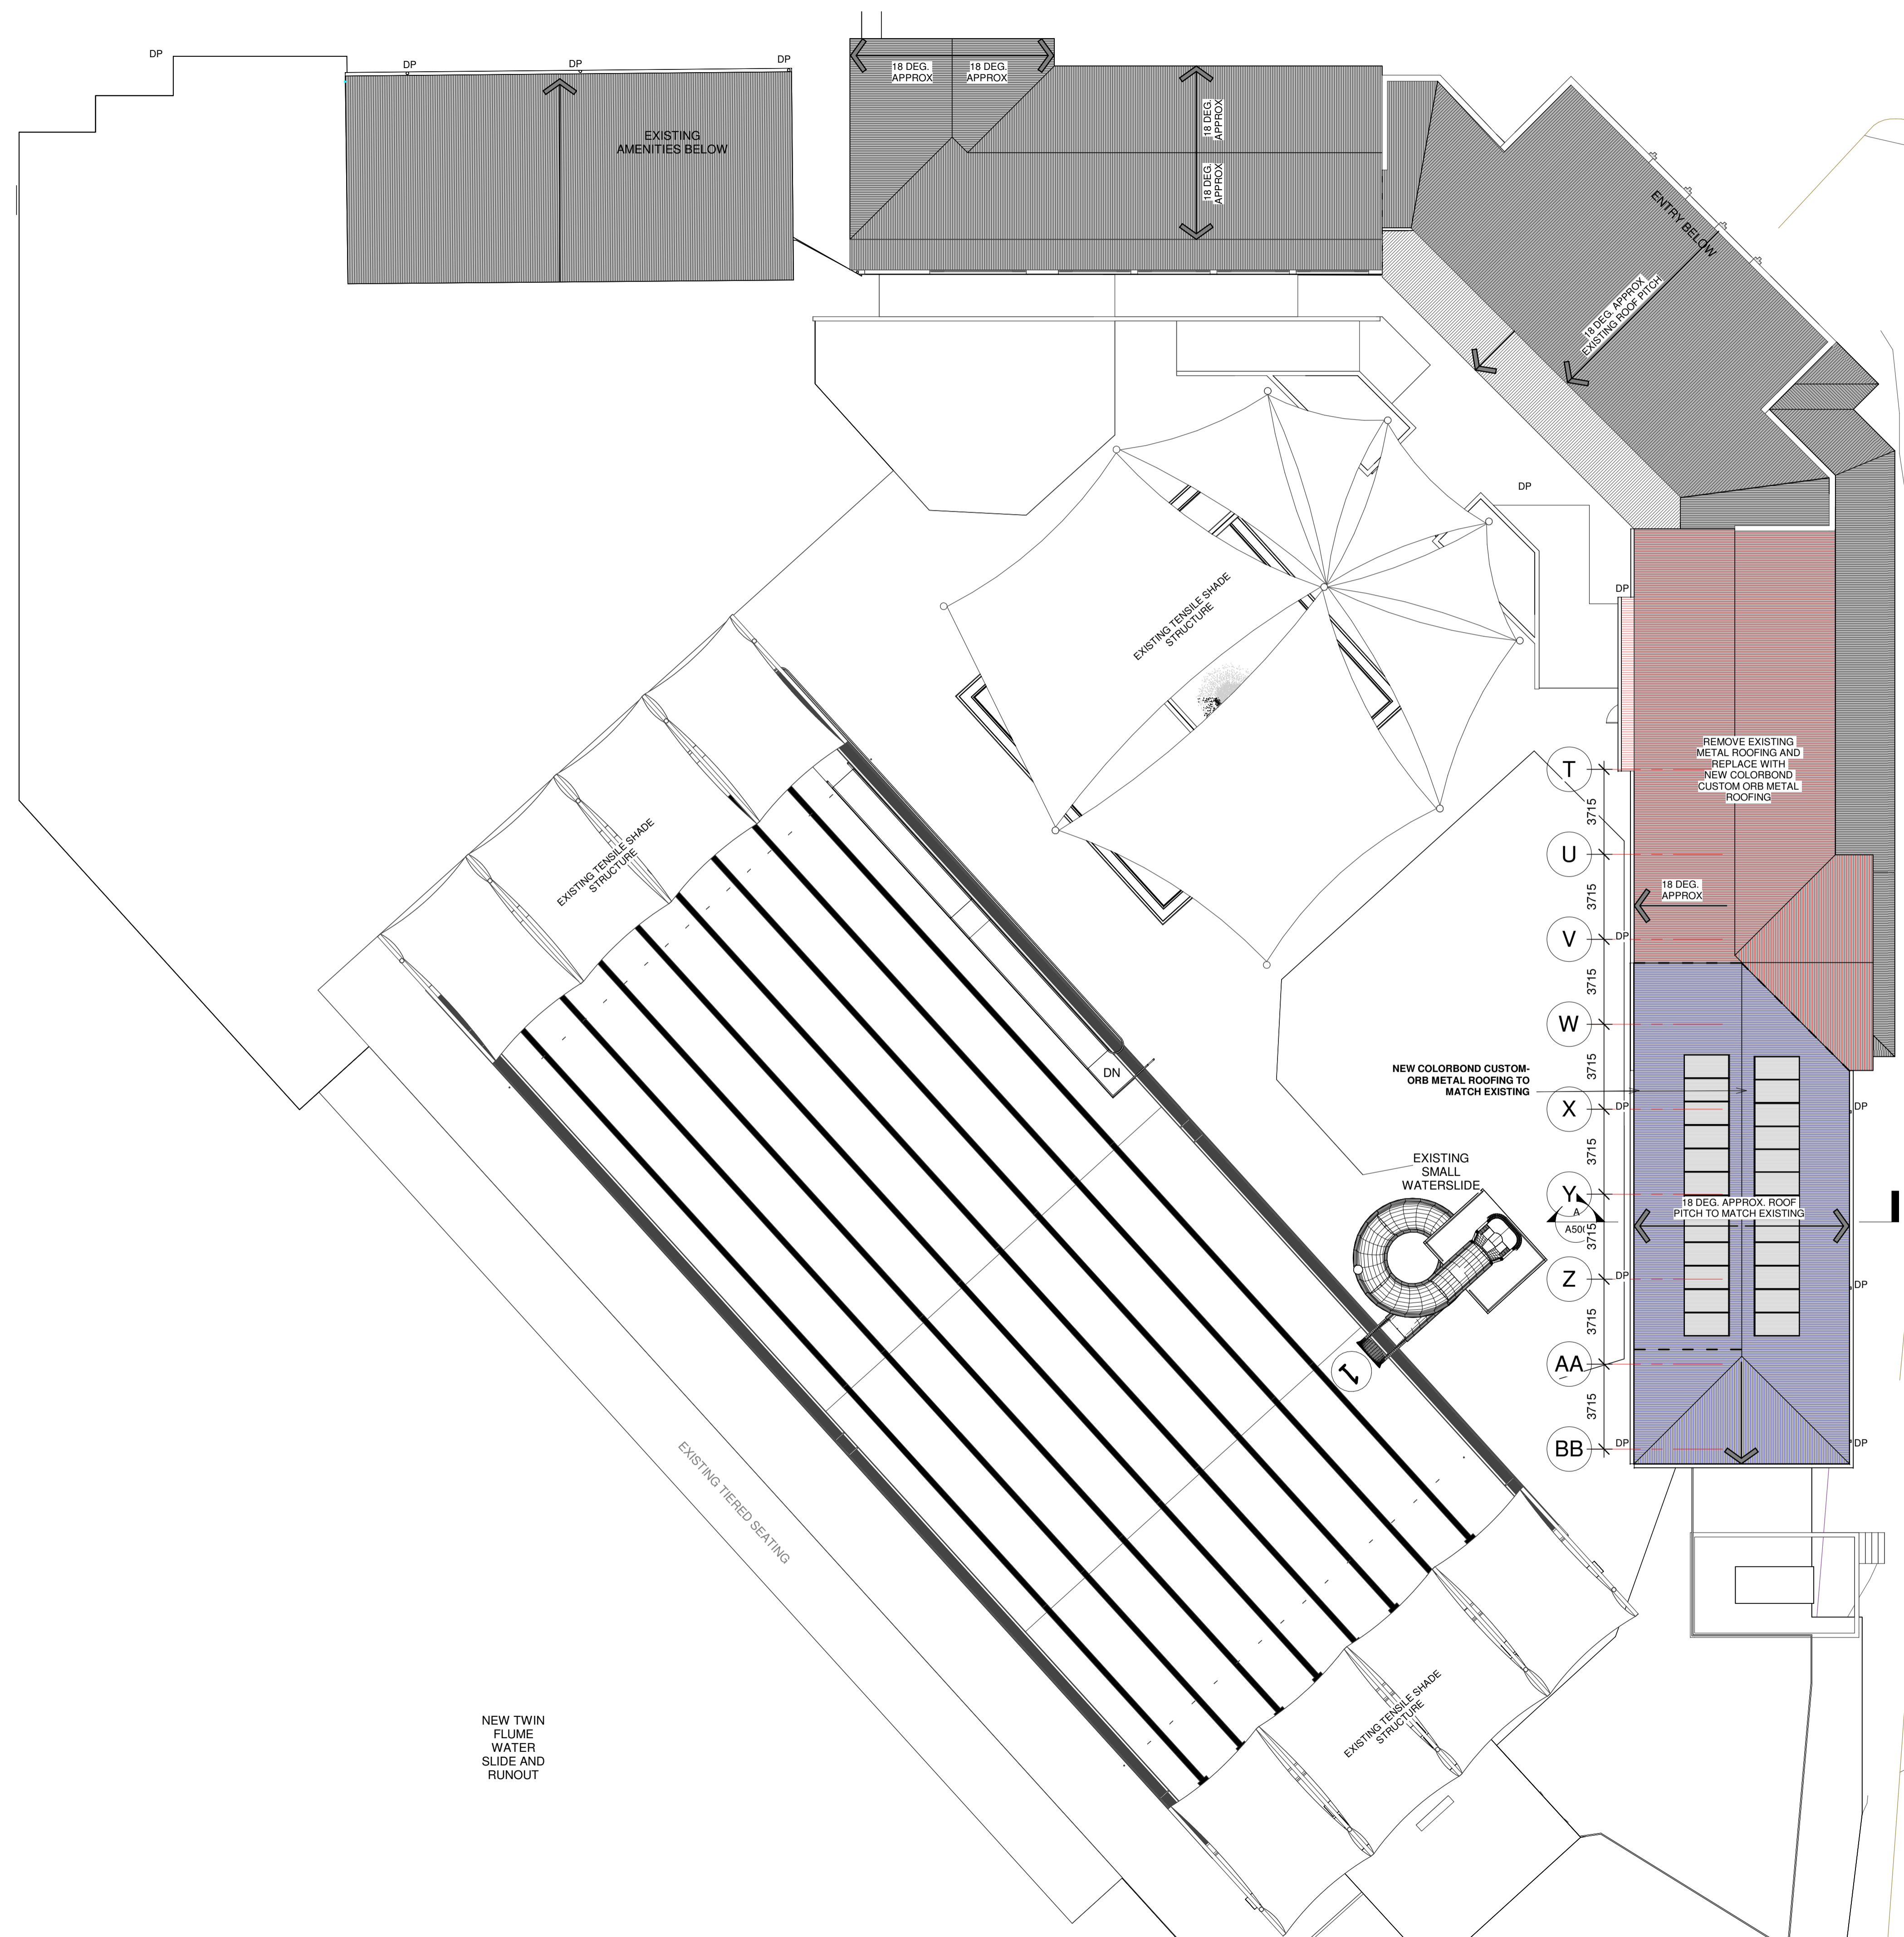 DP
DP
DP
DP
EXISTING
AMENITIES BELOW
18 DEG.
APPROX
18 DEG.
APPROX
18 DEG.
APPROX
18 DEG.
APPROX
ENTRY BELOW
18 DEG. APPROX
EXISTING ROOF PITCH
DP
DP
EXISTING TENSILE SHADE
STRUCTURE
REMOVE EXISTING
METAL ROOFING AND
REPLACE WITH
NEW COLORBOND
CUSTOM ORB METAL
ROOFING
T
3715
U
EXISTING TENSILE SHADE
STRUCTURE
18 DEG.
APPROX
3715
V
DP
3715
W
3715
DN
NEW COLORBOND CUSTOM-
ORB METAL ROOFING TO
MATCH EXISTING
X
DP
DP
3715
EXISTING
SMALL
WATERSLIDE
Y
18 DEG. APPROX. ROOF
PITCH TO MATCH EXISTING
A
A50
3715
Z
DP
DP
3715
AA
1
3715
BB
DP
DP
EXISTING TIERED SEATING
EXISTING TENSILE SHADE
STRUCTURE
NEW TWIN
FLUME
WATER
SLIDE AND
RUNOUT